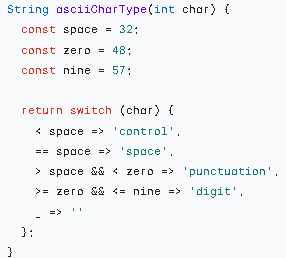 String asciiCharType(int char) {
const space = 32;
const zero = 48;
const nine = 57;
return switch (char) {
< space => 'control',
== space => 'space',
> space && < zero => 'punctuation',
>= zero && <= nine => 'digit',
_ => ''
};
}